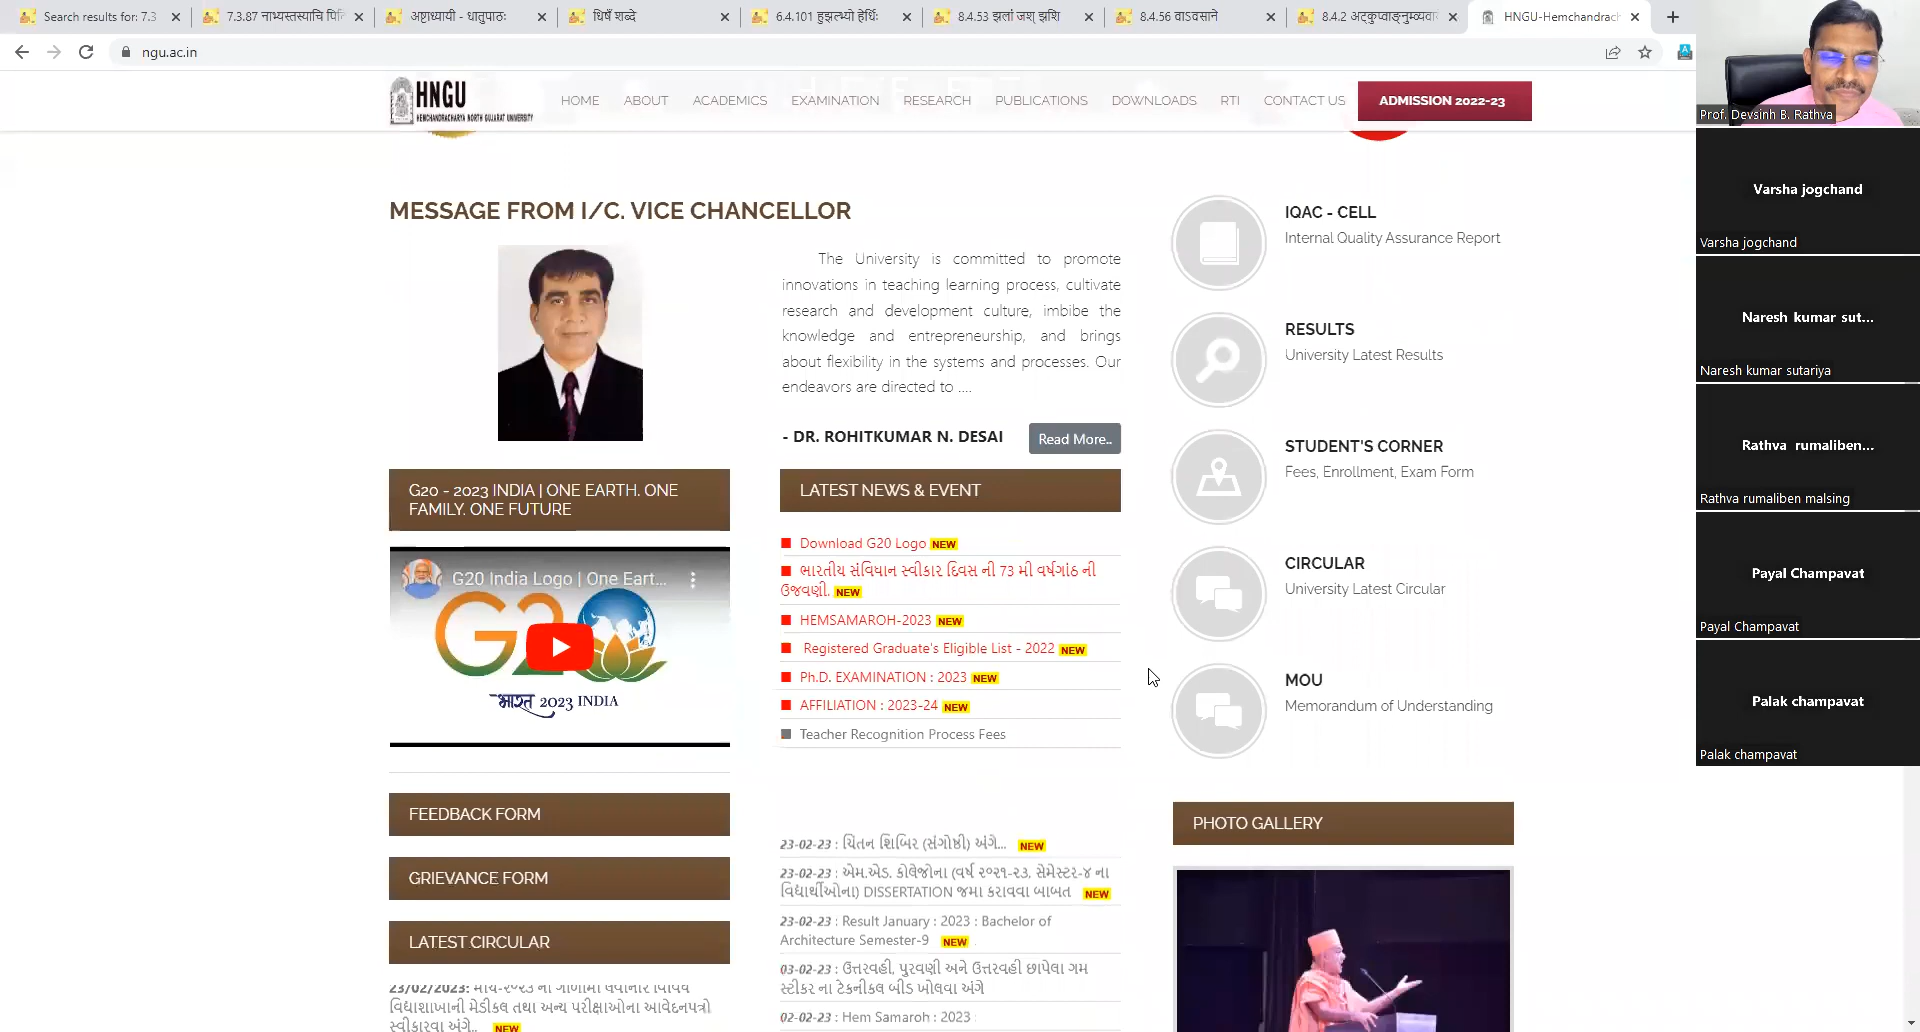 Search results for: 7.3
7.3.87 नाभ्यस्तस्याचि पिति
अष्टाध्यायी - धातुपाठः
धिषँ शब्दे
6.4.101 हुझल्भ्यो हेर्धिः
8.4.53 झलां जश् झशि
8.4.56 वाऽवसाने
8.4.2 अट्कुप्वाङ्नुम्व्यवा
HNGU-Hemchandrach
ngu.ac.in
HNGU
HEMCHANDRACHARYA NORTH GUJARAT UNIVERSITY
HOME ABOUT ACADEMICS EXAMINATION RESEARCH PUBLICATIONS DOWNLOADS RTI CONTACT US ADMISSION 2022-23
MESSAGE FROM I/C. VICE CHANCELLOR
The University is committed to promote
innovations in teaching learning process, cultivate
research and development culture, imbibe the
knowledge and entrepreneurship, and brings
about flexibility in the systems and processes. Our
endeavors are directed to ....
- DR. ROHITKUMAR N. DESAI
Read More..
G20 - 2023 INDIA | ONE EARTH. ONE
FAMILY. ONE FUTURE
G20 India Logo | One Eart...
G20
भारत 2023 INDIA
FEEDBACK FORM
GRIEVANCE FORM
LATEST CIRCULAR
23/02/2023: માર્ચ-૨૦૨૩ ના ગાળામાં લેવાનાર વિવિધ
વિદ્યાશાખાની મેડીકલ તથા અન્ય પરીક્ષાઓના આવેદનપત્રો
સ્વીકારવા અંગે.. NEW
LATEST NEWS & EVENT
Download G20 Logo NEW
ભારતીય સંવિધાન સ્વીકાર દિવસ ની 73 મી વર્ષગાંઠ ની
ઉજવણી. NEW
HEMSAMAROH-2023 NEW
Registered Graduate's Eligible List - 2022 NEW
Ph.D. EXAMINATION : 2023 NEW
AFFILIATION : 2023-24 NEW
Teacher Recognition Process Fees
23-02-23 : ચિંતન શિબિર (સંગોષ્ઠી) અંગે... NEW
23-02-23 : એમ.એડ. કોલેજોના (વર્ષ ૨૦૨૧-૨૩, સેમેસ્ટર-૪ ના
વિદ્યાર્થીઓના) DISSERTATION જમા કરાવવા બાબત NEW
23-02-23 : Result January : 2023 : Bachelor of
Architecture Semester-9 NEW
03-02-23 : ઉત્તરવહી, પુરવણી અને ઉત્તરવહી છાપેલા ગમ
સ્ટીકર ના ટેકનીકલ બીડ ખોલવા અંગે
02-02-23 : Hem Samaroh : 2023
IQAC - CELL
Internal Quality Assurance Report
RESULTS
University Latest Results
STUDENT'S CORNER
Fees, Enrollment, Exam Form
CIRCULAR
University Latest Circular
MOU
Memorandum of Understanding
PHOTO GALLERY
Prof. Devsinh B. Rathva
Varsha jogchand
Varsha jogchand
Naresh kumar sut...
Naresh kumar sutariya
Rathva rumaliben...
Rathva rumaliben malsing
Payal Champavat
Payal Champavat
Palak champavat
Palak champavat